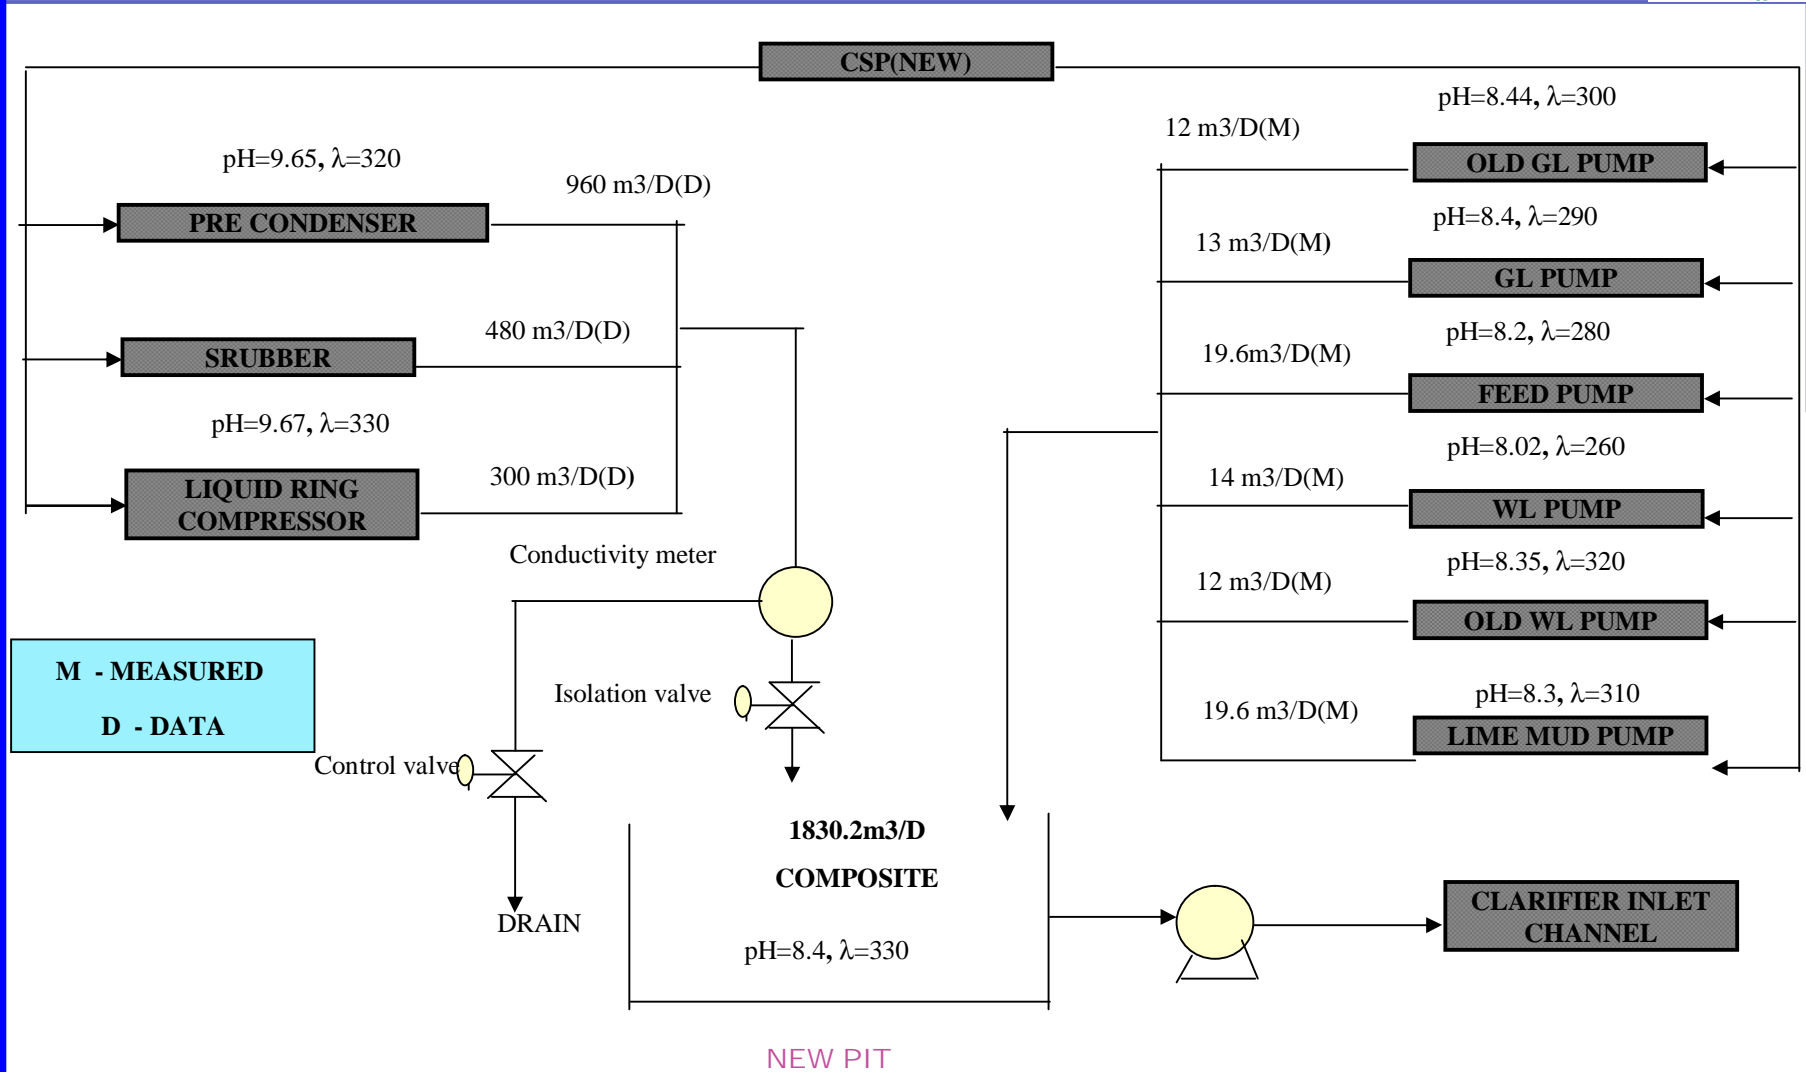 CSP(NEW)
pH=9.65, λ=320
960 m3/D(D)
PRE CONDENSER
480 m3/D(D)
SRUBBER
pH=9.67, λ=330
300 m3/D(D)
LIQUID RING
COMPRESSOR
Conductivity meter
M - MEASURED
D - DATA
Isolation valve
Control valve
DRAIN
pH=8.44, λ=300
12 m3/D(M)
OLD GL PUMP
pH=8.4, λ=290
13 m3/D(M)
GL PUMP
pH=8.2, λ=280
19.6m3/D(M)
FEED PUMP
pH=8.02, λ=260
14 m3/D(M)
WL PUMP
pH=8.35, λ=320
12 m3/D(M)
OLD WL PUMP
pH=8.3, λ=310
19.6 m3/D(M)
LIME MUD PUMP
1830.2m3/D
COMPOSITE
pH=8.4, λ=330
CLARIFIER INLET
CHANNEL
NEW PIT